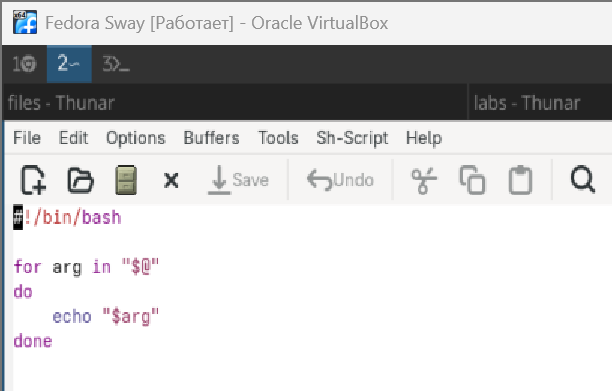 Fedora Sway [Работает] - Oracle VirtualBox
1 2 3
files - Thunar labs - Thunar
File Edit Options Buffers Tools Sh-Script Help
Save Undo
#!/bin/bash
for arg in "$@"
do
    echo "$arg"
done